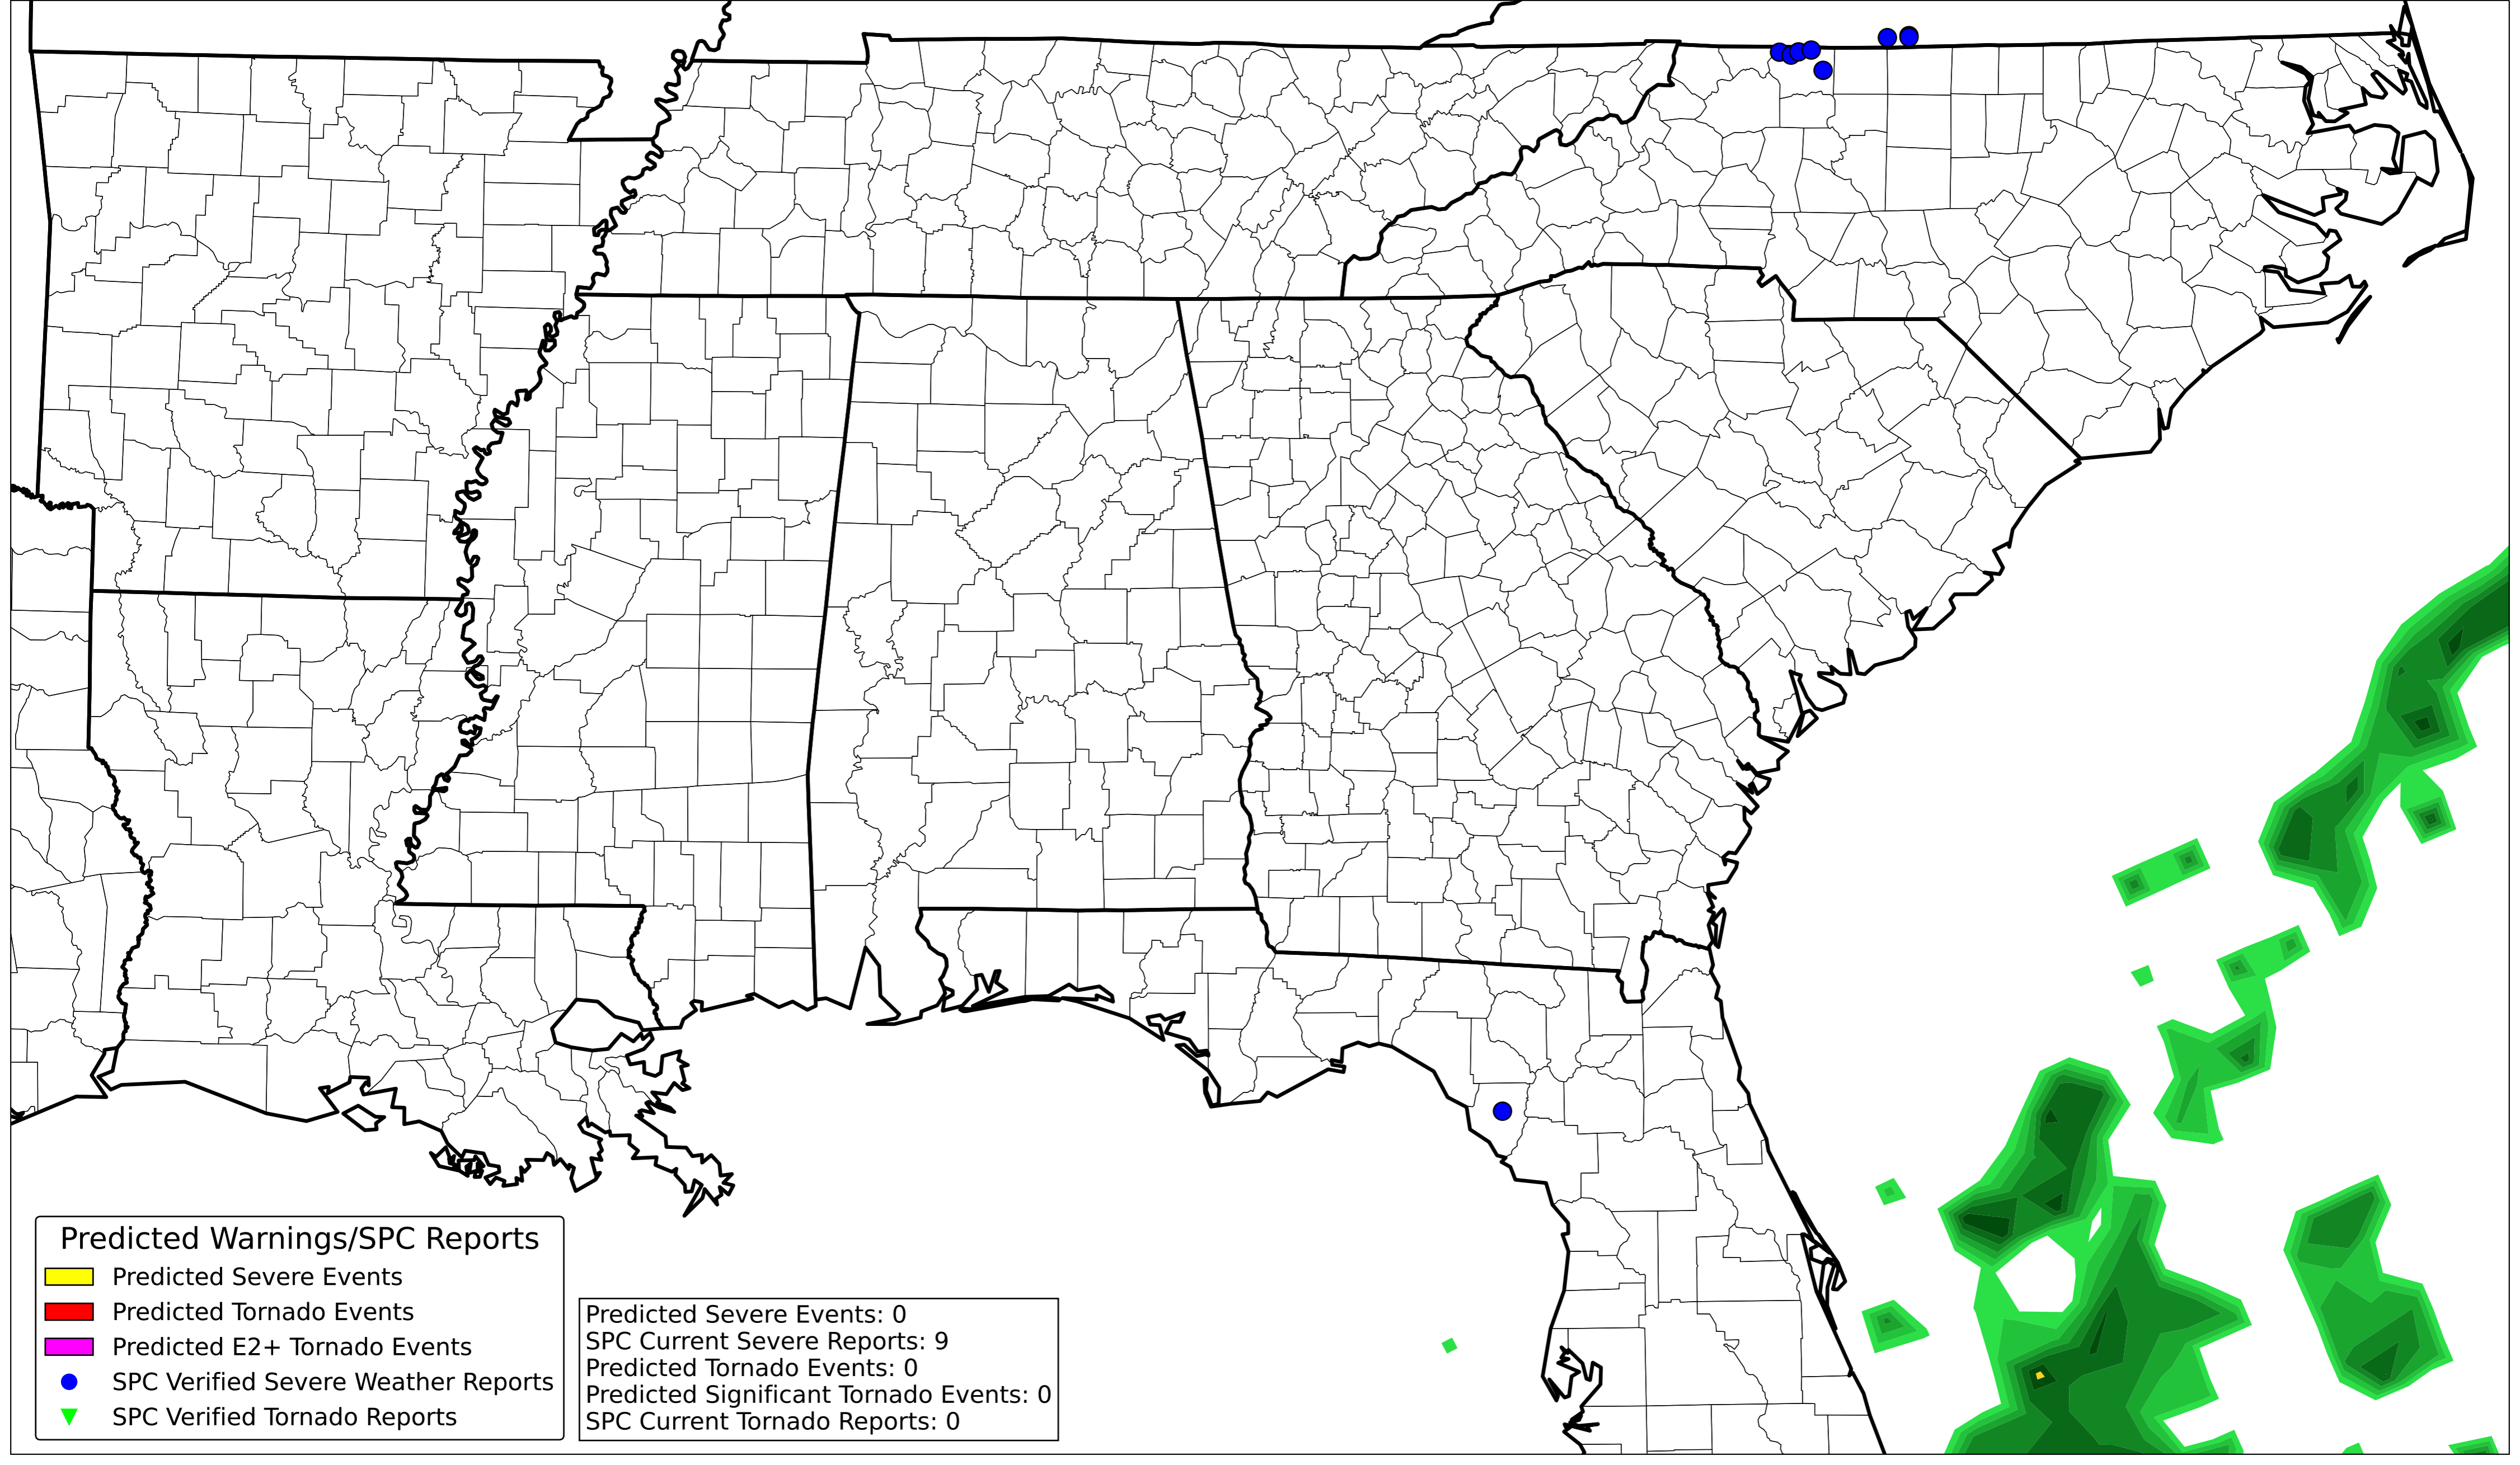 Predicted Warnings/SPC Reports
Predicted Severe Events
Predicted Tornado Events
Predicted E2+ Tornado Events
SPC Verified Severe Weather Reports
SPC Verified Tornado Reports
Predicted Severe Events: 0
SPC Current Severe Reports: 9
Predicted Tornado Events: 0
Predicted Significant Tornado Events: 0
SPC Current Tornado Reports: 0